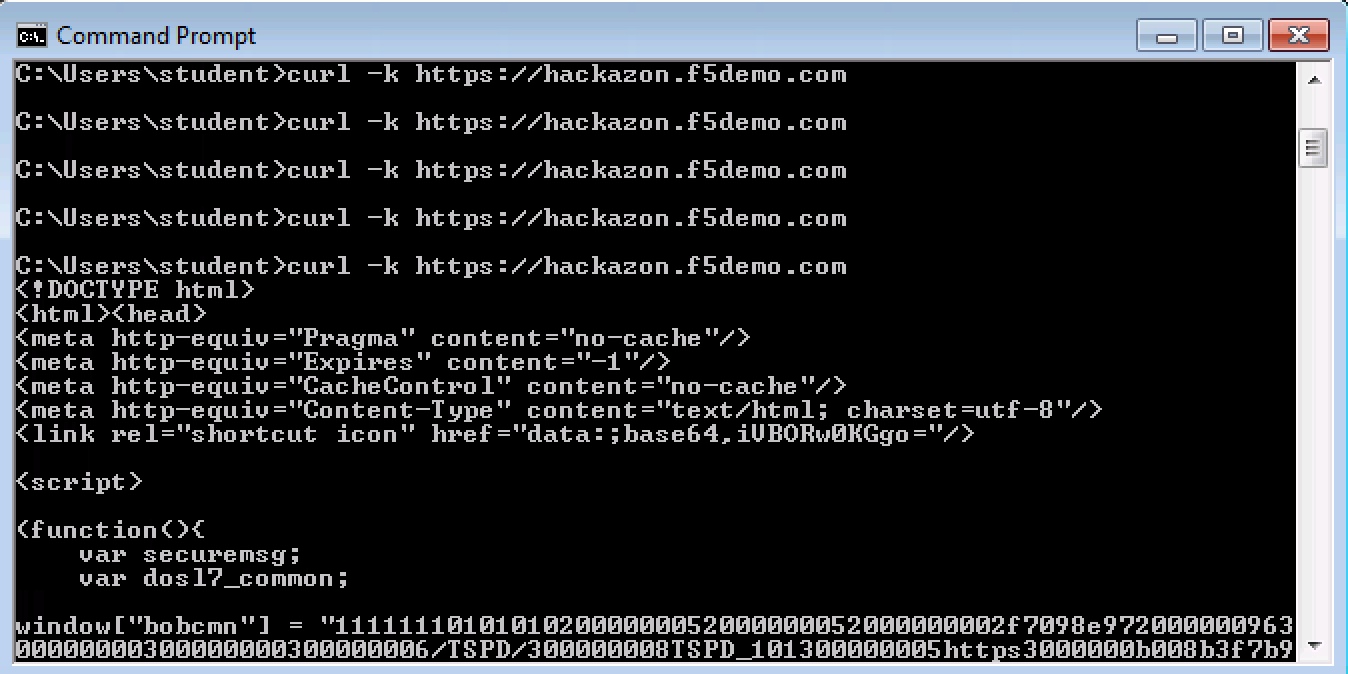 Command Prompt
C:\Users\student>curl -k https://hackazon.f5demo.com
C:\Users\student>curl -k https://hackazon.f5demo.com
C:\Users\student>curl -k https://hackazon.f5demo.com
C:\Users\student>curl -k https://hackazon.f5demo.com
C:\Users\student>curl -k https://hackazon.f5demo.com
<!DOCTYPE html>
<html><head>
<meta http-equiv="Pragma" content="no-cache"/>
<meta http-equiv="Expires" content="-1"/>
<meta http-equiv="CacheControl" content="no-cache"/>
<meta http-equiv="Content-Type" content="text/html; charset=utf-8"/>
<link rel="shortcut icon" href="data:;base64,iVBORw0KGgo="/>
<script>
(function(){
    var securemsg;
    var dosl7_common;
window["bobcmn"] = "111111101010102000000052000000052000000002f7098e972000000963
000000000300000000300000006/TSPD/300000008TSPD_101300000005https3000000b008b3f7b9